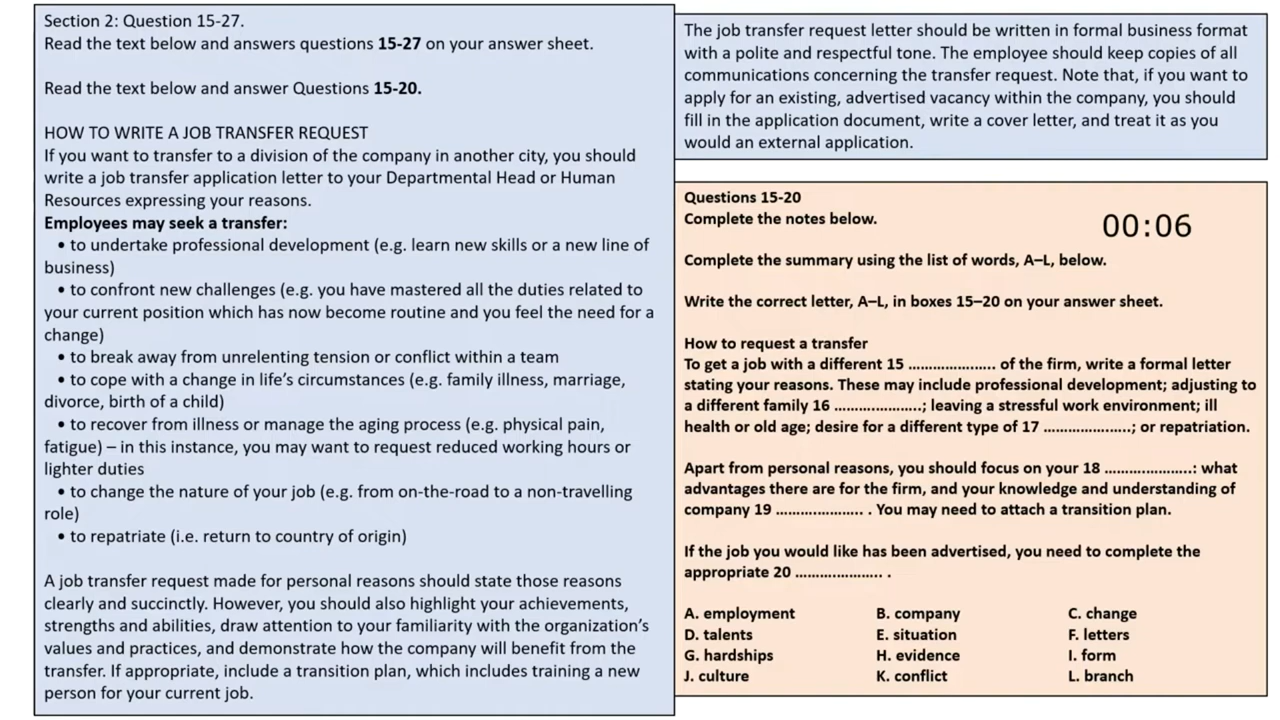 Section 2: Question 15-27.
Read the text below and answers questions 15-27 on your answer sheet.
Read the text below and answer Questions 15-20.
HOW TO WRITE A JOB TRANSFER REQUEST
If you want to transfer to a division of the company in another city, you should
write a job transfer application letter to your Departmental Head or Human
Resources expressing your reasons.
Employees may seek a transfer:
• to undertake professional development (e.g. learn new skills or a new line of
business)
• to confront new challenges (e.g. you have mastered all the duties related to
your current position which has now become routine and you feel the need for a
change)
• to break away from unrelenting tension or conflict within a team
• to cope with a change in life's circumstances (e.g. family illness, marriage,
divorce, birth of a child)
• to recover from illness or manage the aging process (e.g. physical pain,
fatigue) – in this instance, you may want to request reduced working hours or
lighter duties
• to change the nature of your job (e.g. from on-the-road to a non-travelling
role)
• to repatriate (i.e. return to country of origin)
A job transfer request made for personal reasons should state those reasons
clearly and succinctly. However, you should also highlight your achievements,
strengths and abilities, draw attention to your familiarity with the organization's
values and practices, and demonstrate how the company will benefit from the
transfer. If appropriate, include a transition plan, which includes training a new
person for your current job.
The job transfer request letter should be written in formal business format
with a polite and respectful tone. The employee should keep copies of all
communications concerning the transfer request. Note that, if you want to
apply for an existing, advertised vacancy within the company, you should
fill in the application document, write a cover letter, and treat it as you
would an external application.
Questions 15-20
Complete the notes below.
00:06
Complete the summary using the list of words, A–L, below.
Write the correct letter, A–L, in boxes 15–20 on your answer sheet.
How to request a transfer
To get a job with a different 15 ………………… of the firm, write a formal letter
stating your reasons. These may include professional development; adjusting to
a different family 16 …………………; leaving a stressful work environment; ill
health or old age; desire for a different type of 17 …………………; or repatriation.
Apart from personal reasons, you should focus on your 18 …………………: what
advantages there are for the firm, and your knowledge and understanding of
company 19 ………………… . You may need to attach a transition plan.
If the job you would like has been advertised, you need to complete the
appropriate 20 ………………… .
A. employment B. company C. change
D. talents E. situation F. letters
G. hardships H. evidence I. form
J. culture K. conflict L. branch